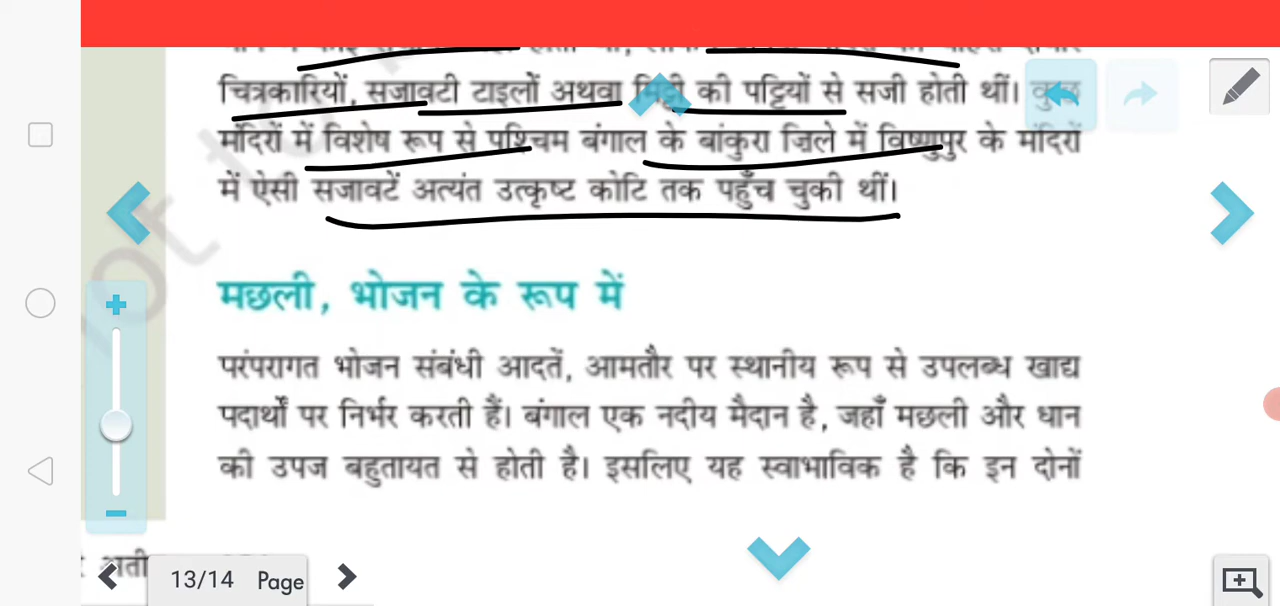 चित्रकारियों, सजावटी टाइलों अथवा मिट्टी की पट्टियों से सजी होती थीं। कुछ
मंदिरों में विशेष रूप से पश्चिम बंगाल के बांकुरा ज़िले में विष्णुपुर के मंदिरों
में ऐसी सजावटें अत्यंत उत्कृष्ट कोटि तक पहुँच चुकी थीं।
मछली, भोजन के रूप में
परंपरागत भोजन संबंधी आदतें, आमतौर पर स्थानीय रूप से उपलब्ध खाद्य
पदार्थों पर निर्भर करती हैं। बंगाल एक नदीय मैदान है, जहाँ मछली और धान
की उपज बहुतायत से होती है। इसलिए यह स्वाभाविक है कि इन दोनों
13/14 Page